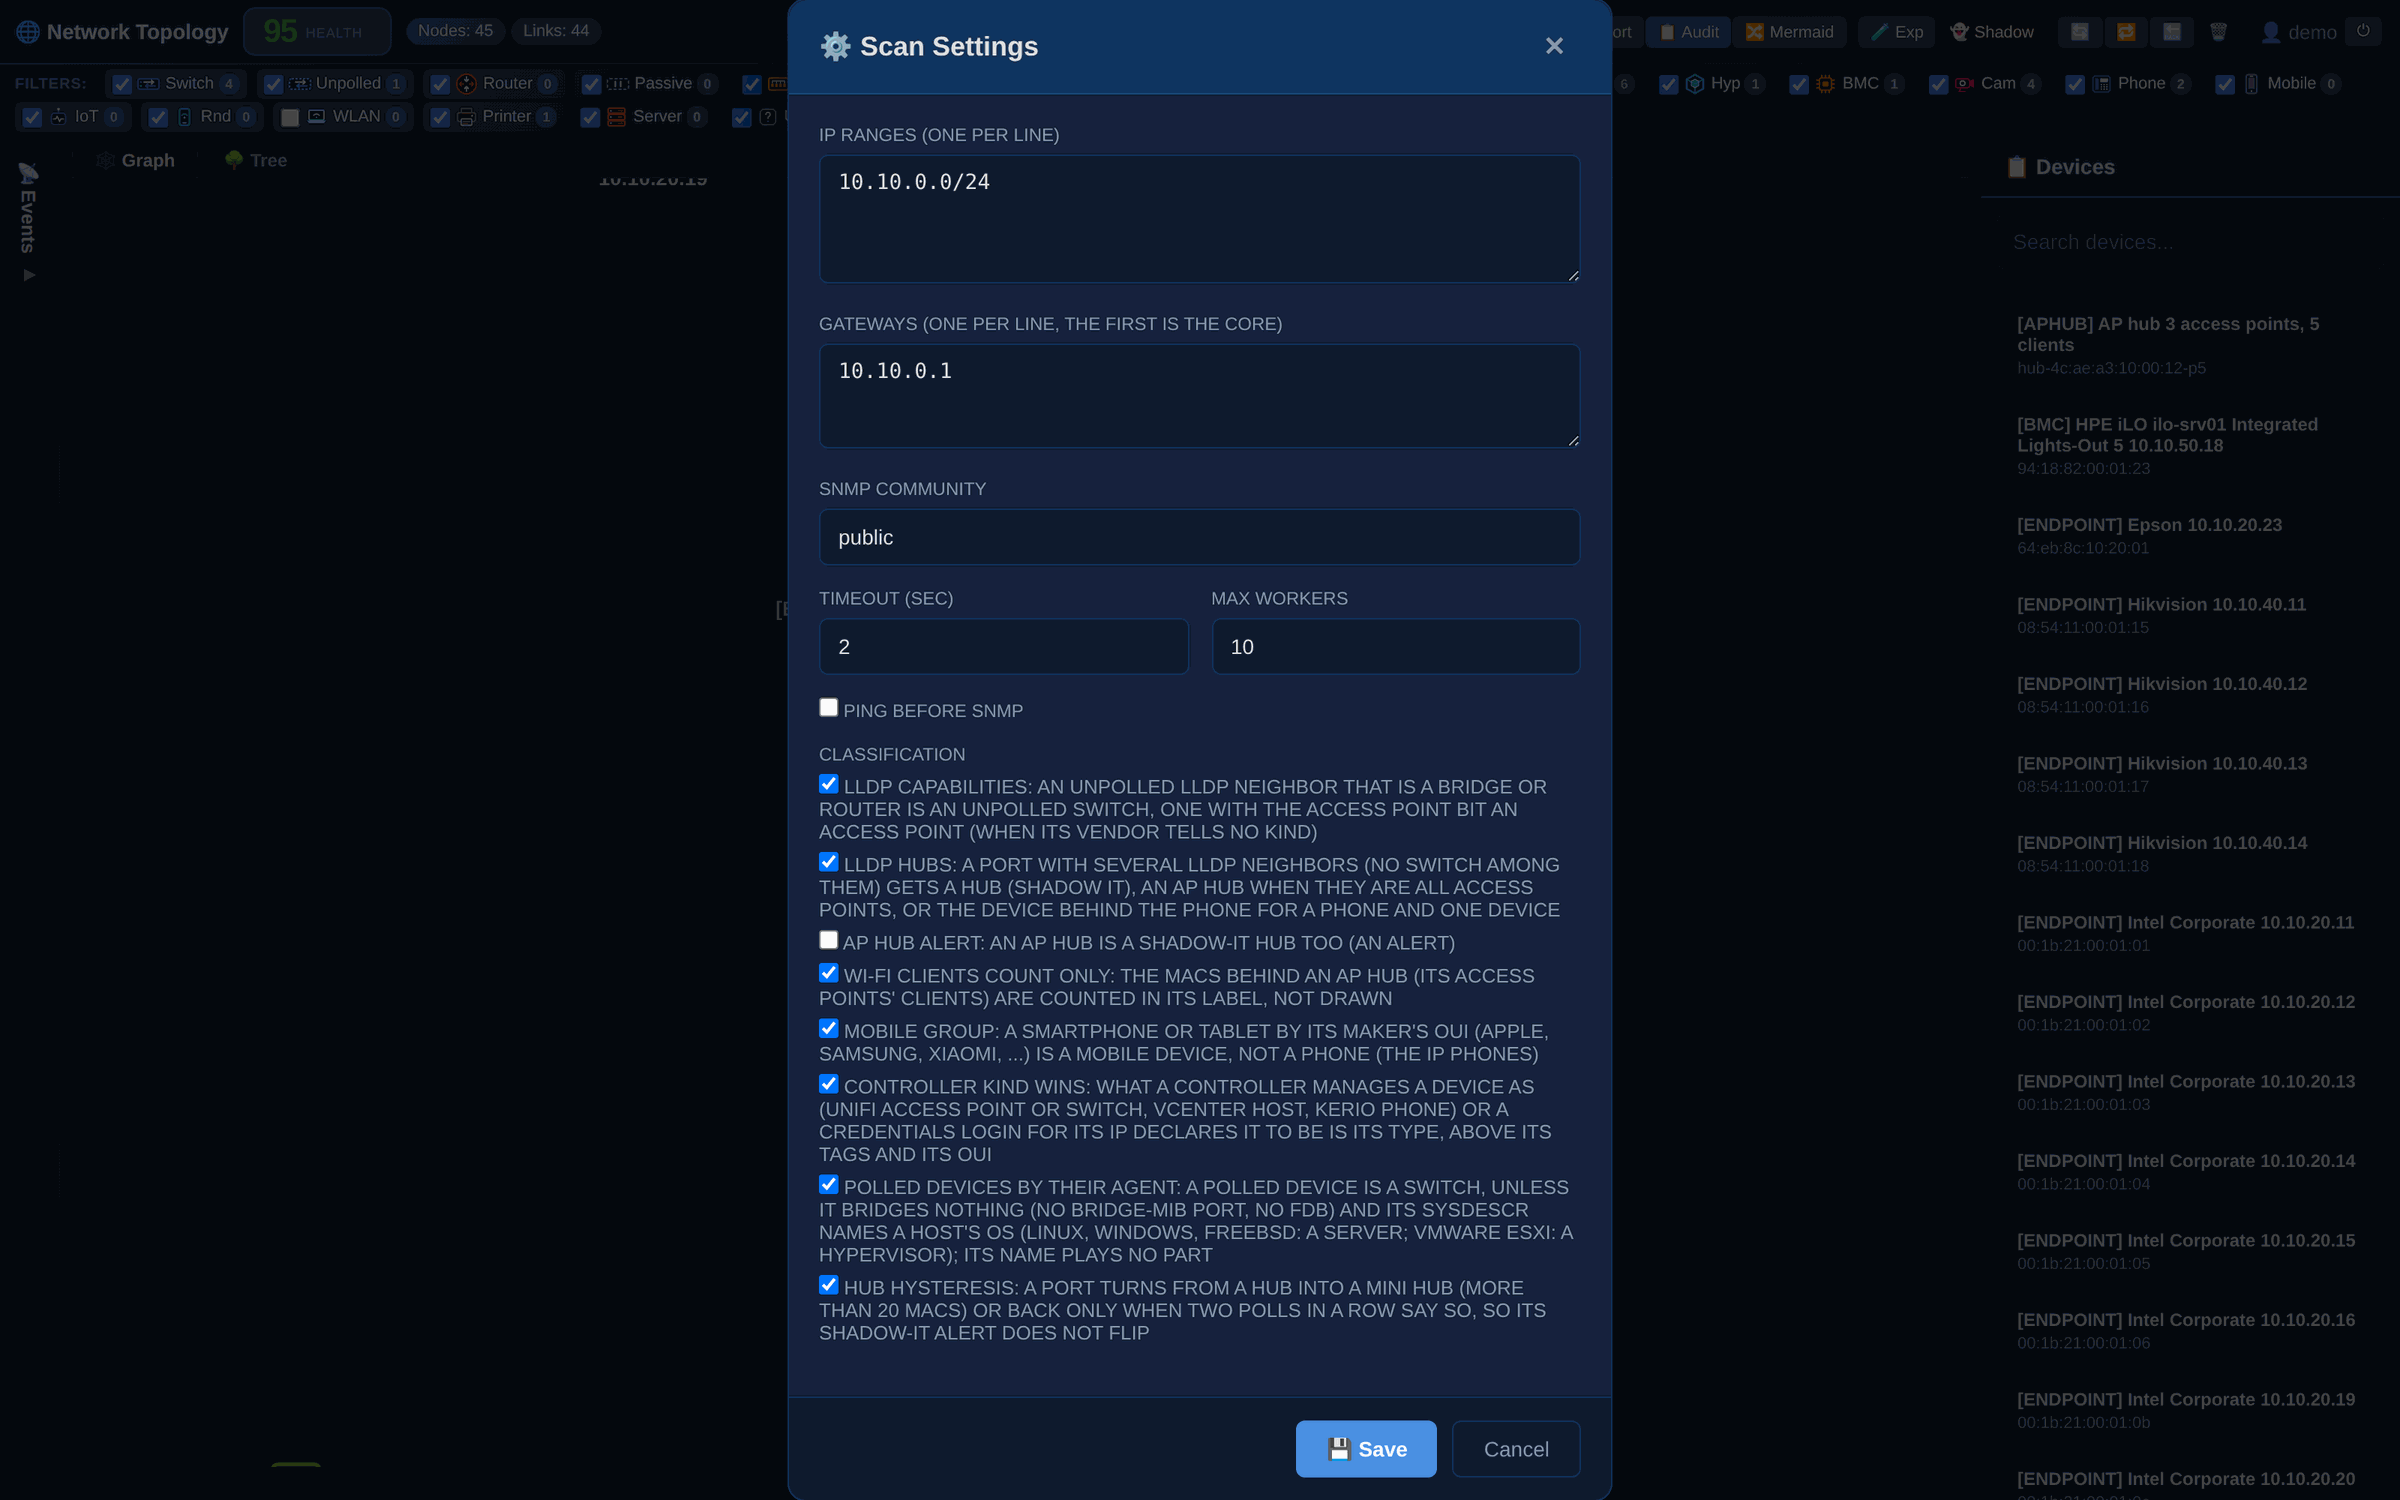 Network Topology
95 HEALTH
Nodes: 45
Links: 44
ort
Audit
Mermaid
Exp
Shadow
demo
FILTERS:
Switch 4
Unpolled 1
Router 0
Passive 0
6
Hyp 1
BMC 1
Cam 4
Phone 2
Mobile 0
IoT 0
Rnd 0
WLAN 0
Printer 1
Server 0
Events
Graph
Tree
10.10.20.19
Scan Settings
IP RANGES (ONE PER LINE)
10.10.0.0/24
GATEWAYS (ONE PER LINE, THE FIRST IS THE CORE)
10.10.0.1
SNMP COMMUNITY
public
TIMEOUT (SEC)
MAX WORKERS
2
10
PING BEFORE SNMP
CLASSIFICATION
LLDP CAPABILITIES: AN UNPOLLED LLDP NEIGHBOR THAT IS A BRIDGE OR
ROUTER IS AN UNPOLLED SWITCH, ONE WITH THE ACCESS POINT BIT AN
ACCESS POINT (WHEN ITS VENDOR TELLS NO KIND)
LLDP HUBS: A PORT WITH SEVERAL LLDP NEIGHBORS (NO SWITCH AMONG
THEM) GETS A HUB (SHADOW IT), AN AP HUB WHEN THEY ARE ALL ACCESS
POINTS, OR THE DEVICE BEHIND THE PHONE FOR A PHONE AND ONE DEVICE
AP HUB ALERT: AN AP HUB IS A SHADOW-IT HUB TOO (AN ALERT)
WI-FI CLIENTS COUNT ONLY: THE MACS BEHIND AN AP HUB (ITS ACCESS
POINTS' CLIENTS) ARE COUNTED IN ITS LABEL, NOT DRAWN
MOBILE GROUP: A SMARTPHONE OR TABLET BY ITS MAKER'S OUI (APPLE,
SAMSUNG, XIAOMI, ...) IS A MOBILE DEVICE, NOT A PHONE (THE IP PHONES)
CONTROLLER KIND WINS: WHAT A CONTROLLER MANAGES A DEVICE AS
(UNIFI ACCESS POINT OR SWITCH, VCENTER HOST, KERIO PHONE) OR A
CREDENTIALS LOGIN FOR ITS IP DECLARES IT TO BE IS ITS TYPE, ABOVE ITS
TAGS AND ITS OUI
POLLED DEVICES BY THEIR AGENT: A POLLED DEVICE IS A SWITCH, UNLESS
IT BRIDGES NOTHING (NO BRIDGE-MIB PORT, NO FDB) AND ITS SYSDESCR
NAMES A HOST'S OS (LINUX, WINDOWS, FREEBSD: A SERVER; VMWARE ESXI: A
HYPERVISOR); ITS NAME PLAYS NO PART
HUB HYSTERESIS: A PORT TURNS FROM A HUB INTO A MINI HUB (MORE
THAN 20 MACS) OR BACK ONLY WHEN TWO POLLS IN A ROW SAY SO, SO ITS
SHADOW-IT ALERT DOES NOT FLIP
Save
Cancel
Devices
Search devices...
[APHUB] AP hub 3 access points, 5
clients
hub-4c:ae:a3:10:00:12-p5
[BMC] HPE iLO ilo-srv01 Integrated
Lights-Out 5 10.10.50.18
94:18:82:00:01:23
[ENDPOINT] Epson 10.10.20.23
64:eb:8c:10:20:01
[ENDPOINT] Hikvision 10.10.40.11
08:54:11:00:01:15
[ENDPOINT] Hikvision 10.10.40.12
08:54:11:00:01:16
[ENDPOINT] Hikvision 10.10.40.13
08:54:11:00:01:17
[ENDPOINT] Hikvision 10.10.40.14
08:54:11:00:01:18
[ENDPOINT] Intel Corporate 10.10.20.11
00:1b:21:00:01:01
[ENDPOINT] Intel Corporate 10.10.20.12
00:1b:21:00:01:02
[ENDPOINT] Intel Corporate 10.10.20.13
00:1b:21:00:01:03
[ENDPOINT] Intel Corporate 10.10.20.14
00:1b:21:00:01:04
[ENDPOINT] Intel Corporate 10.10.20.15
00:1b:21:00:01:05
[ENDPOINT] Intel Corporate 10.10.20.16
00:1b:21:00:01:06
[ENDPOINT] Intel Corporate 10.10.20.19
00:1b:21:00:01:0b
[ENDPOINT] Intel Corporate 10.10.20.20